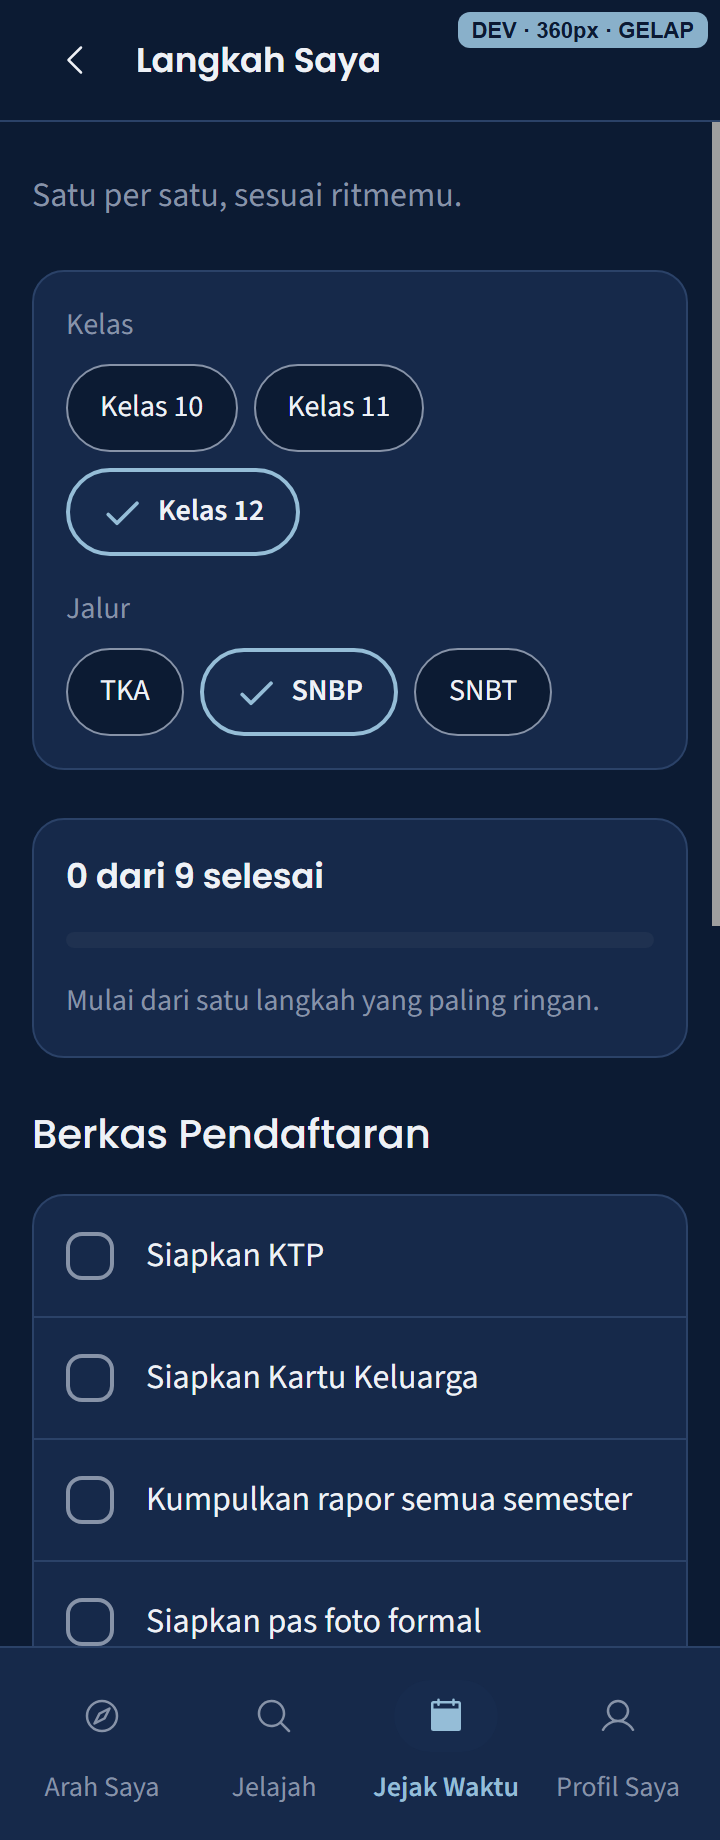 DEV · 360px · GELAP
Langkah Saya
Satu per satu, sesuai ritmemu.
Kelas
Kelas 10
Kelas 11
Kelas 12
Jalur
TKA
SNBP
SNBT
0 dari 9 selesai
Mulai dari satu langkah yang paling ringan.
Berkas Pendaftaran
Siapkan KTP
Siapkan Kartu Keluarga
Kumpulkan rapor semua semester
Siapkan pas foto formal
Arah Saya
Jelajah
Jejak Waktu
Profil Saya